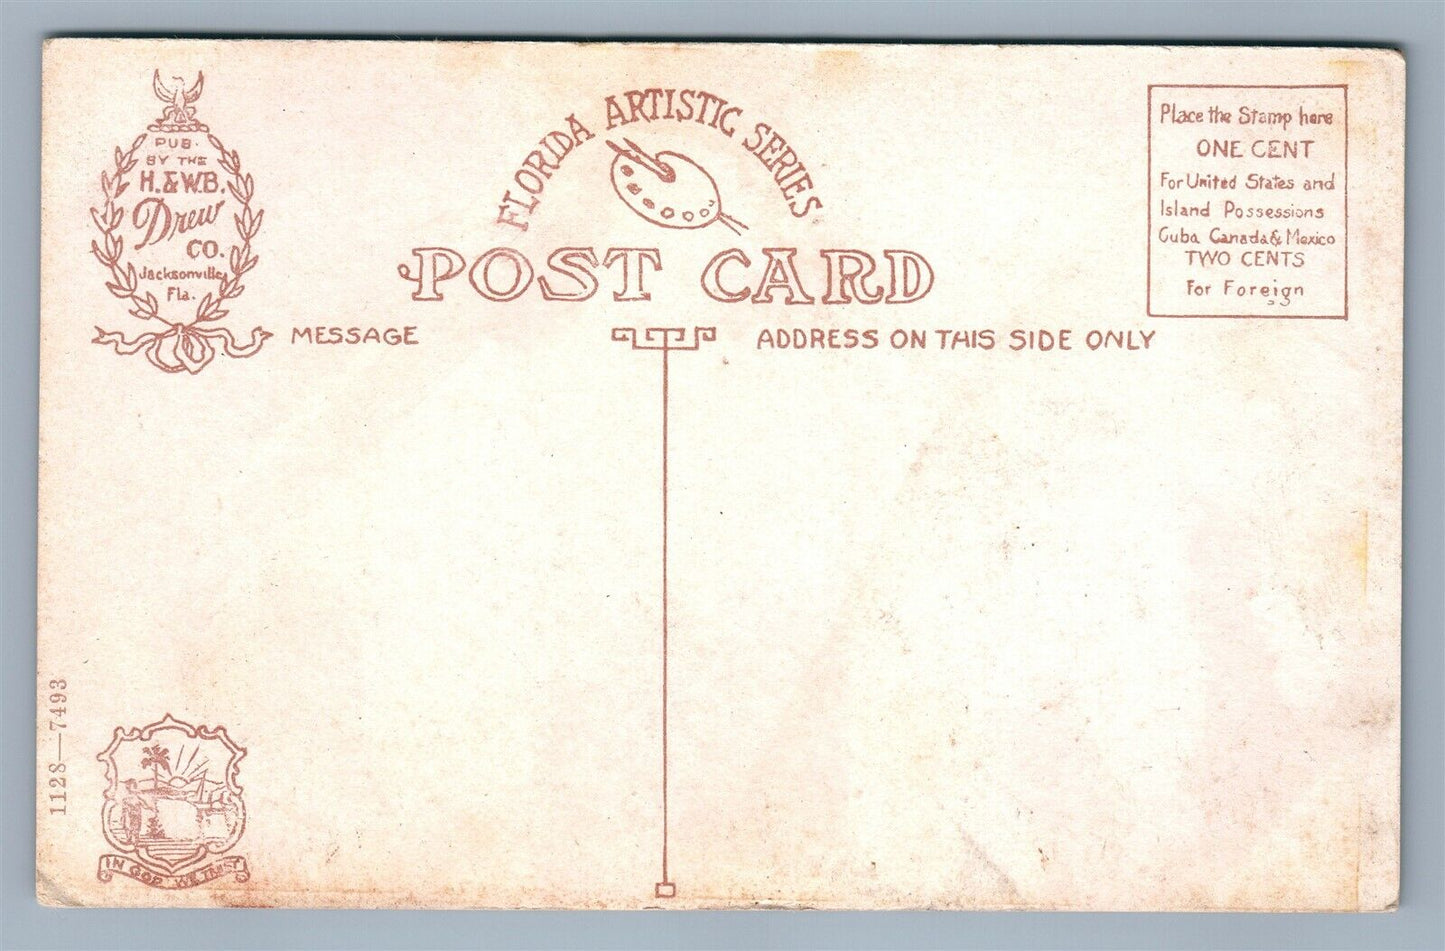 PUB.
BY THE
H. & W.B.
Drew
CO.
Jacksonville
Fla.
FLORIDA ARTISTIC SERIES
POST CARD
Place the Stamp here
ONE CENT
For United States and
Island Possessions
Cuba Canada & Mexico
TWO CENTS
For Foreign
MESSAGE
ADDRESS ON THIS SIDE ONLY
1128—7493
IN GOD WE TRUST